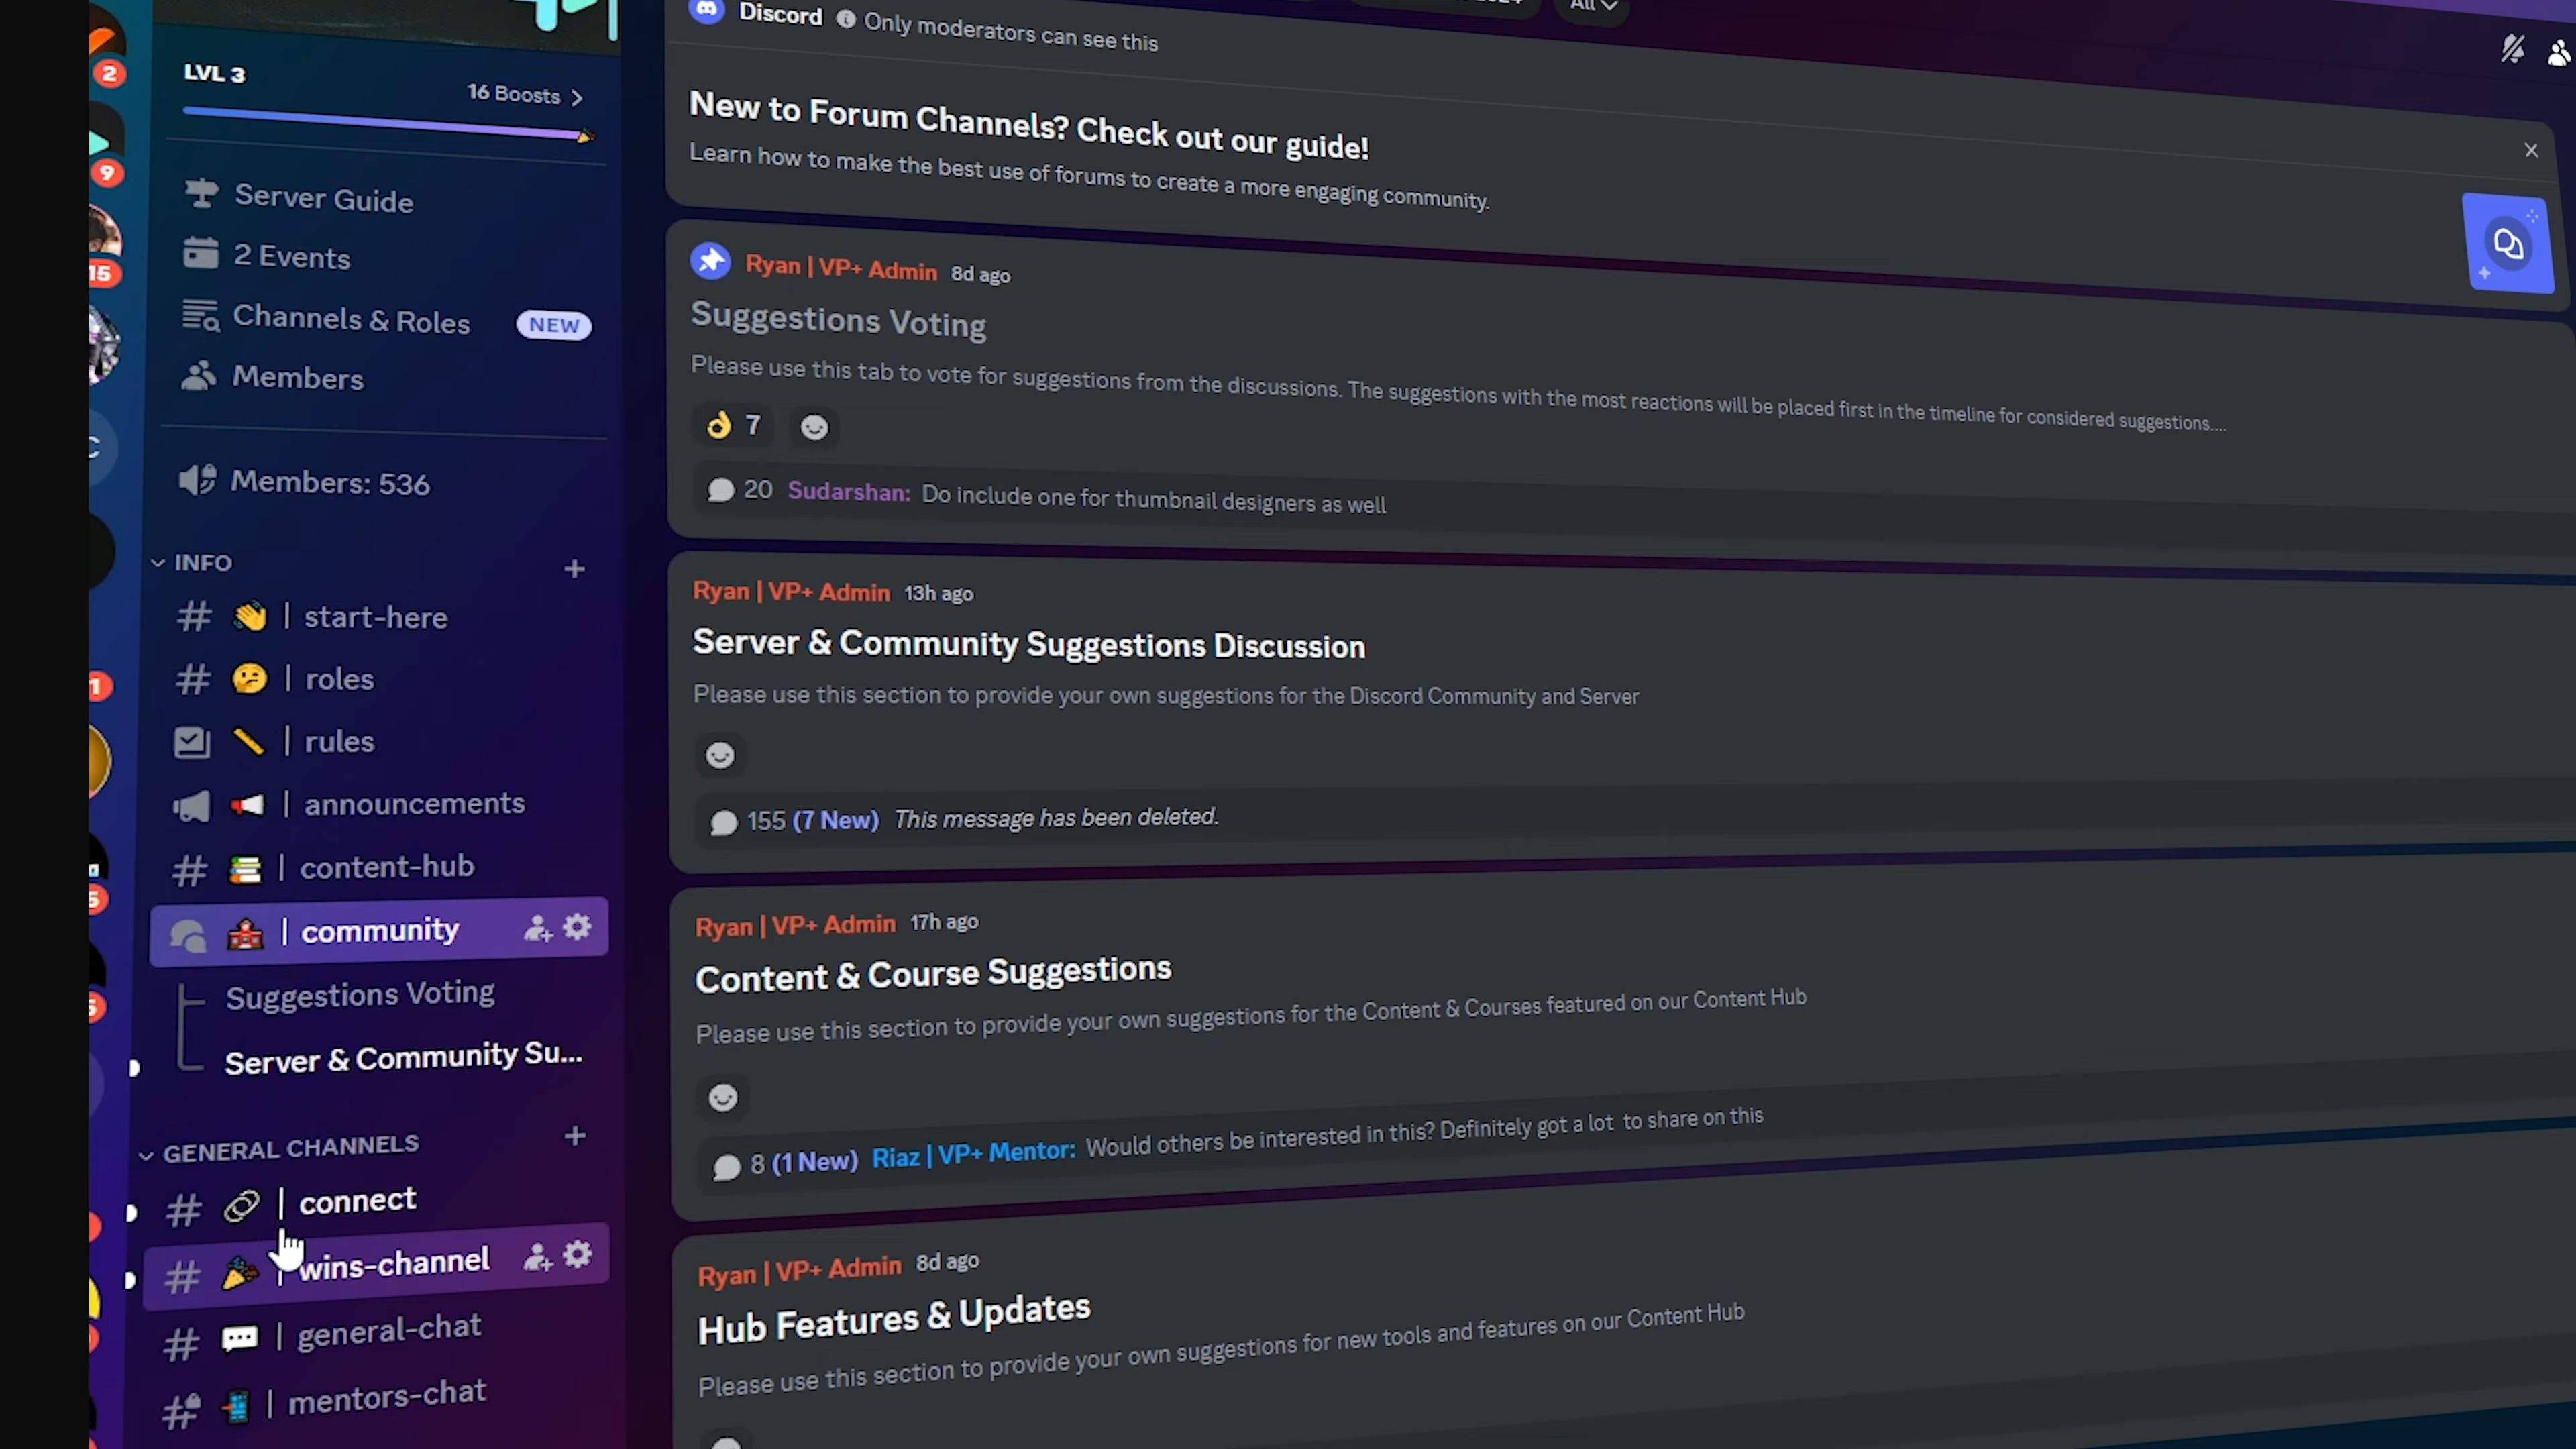 2
9
15
1
LVL 3
16 Boosts
Server Guide
2 Events
Channels & Roles
NEW
Members
Members: 536
INFO
# | start-here
# | roles
| rules
| announcements
# | content-hub
| community
Suggestions Voting
Server & Community Su...
GENERAL CHANNELS
# | connect
# | wins-channel
# | general-chat
# | mentors-chat
All
Discord Only moderators can see this
New to Forum Channels? Check out our guide!
Learn how to make the best use of forums to create a more engaging community.
Ryan | VP+ Admin 8d ago
Suggestions Voting
Please use this tab to vote for suggestions from the discussions. The suggestions with the most reactions will be placed first in the timeline for considered suggestions....
7
20 Sudarshan: Do include one for thumbnail designers as well
Ryan | VP+ Admin 13h ago
Server & Community Suggestions Discussion
Please use this section to provide your own suggestions for the Discord Community and Server
155 (7 New) This message has been deleted.
Ryan | VP+ Admin 17h ago
Content & Course Suggestions
Please use this section to provide your own suggestions for the Content & Courses featured on our Content Hub
8 (1 New) Riaz | VP+ Mentor: Would others be interested in this? Definitely got a lot to share on this
Ryan | VP+ Admin 8d ago
Hub Features & Updates
Please use this section to provide your own suggestions for new tools and features on our Content Hub